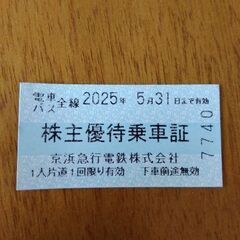 電車
バス全線 2025年 5月31日まで有効
株主優待乗車証
京浜急行電鉄株式会社
1人片道1回限り有効 下車前途無効
7740